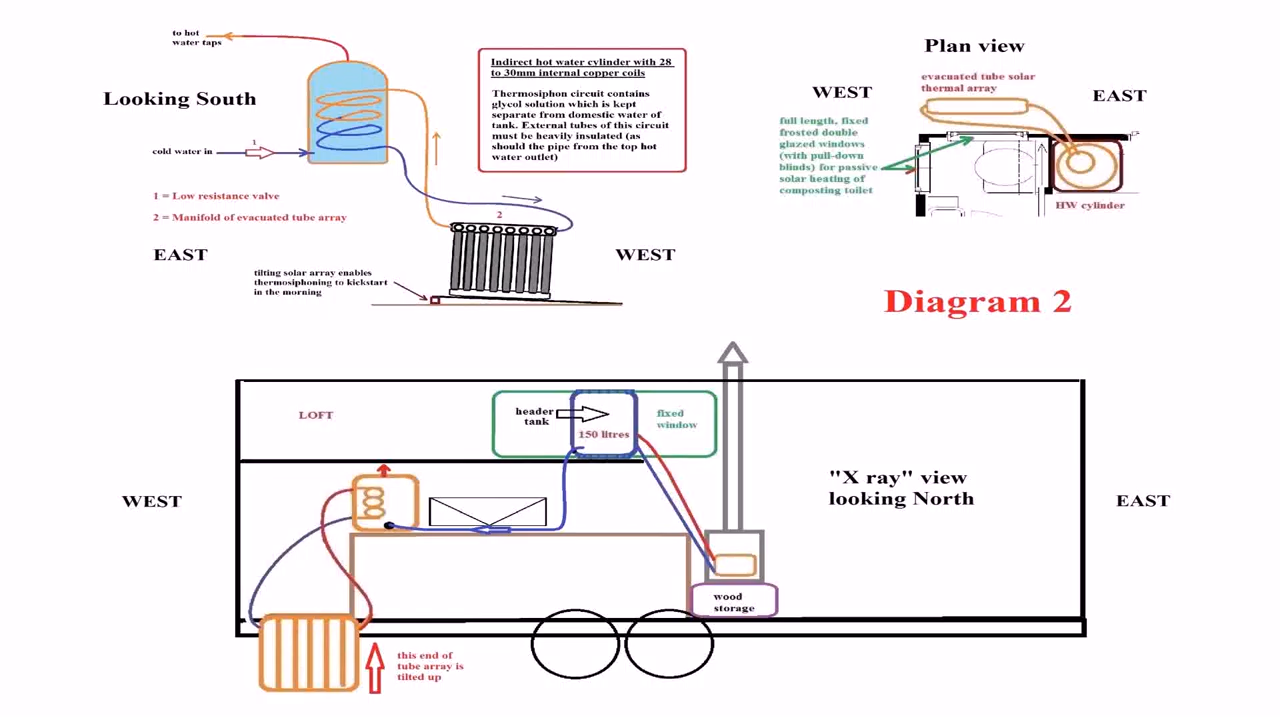 to hot
water taps
Looking South
cold water in
1
1 = Low resistance valve
2 = Manifold of evacuated tube array
EAST
WEST
2
tilting solar array enables
thermosiphoning to kickstart
in the morning
Indirect hot water cylinder with 28
to 30mm internal copper coils
Thermosiphon circuit contains
glycol solution which is kept
separate from domestic water of
tank. External tubes of this circuit
must be heavily insulated (as
should the pipe from the top hot
water outlet)
Plan view
WEST
EAST
evacuated tube solar
thermal array
full length, fixed
frosted double
glazed windows
(with pull-down
blinds) for passive
solar heating of
composting toilet
HW cylinder
Diagram 2
LOFT
header
tank
150 litres
fixed
window
"X ray" view
looking North
WEST
EAST
wood
storage
this end of
tube array is
tilted up